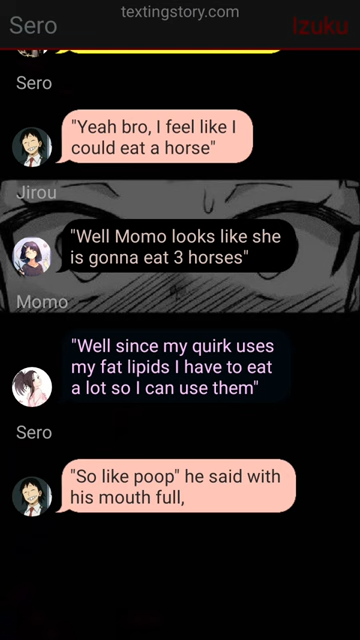 textingstory.com
Sero
Izuku
Sero
"Yeah bro, I feel like I
could eat a horse"
Jirou
"Well Momo looks like she
is gonna eat 3 horses"
Momo
"Well since my quirk uses
my fat lipids I have to eat
a lot so I can use them"
Sero
"So like poop" he said with
his mouth full,